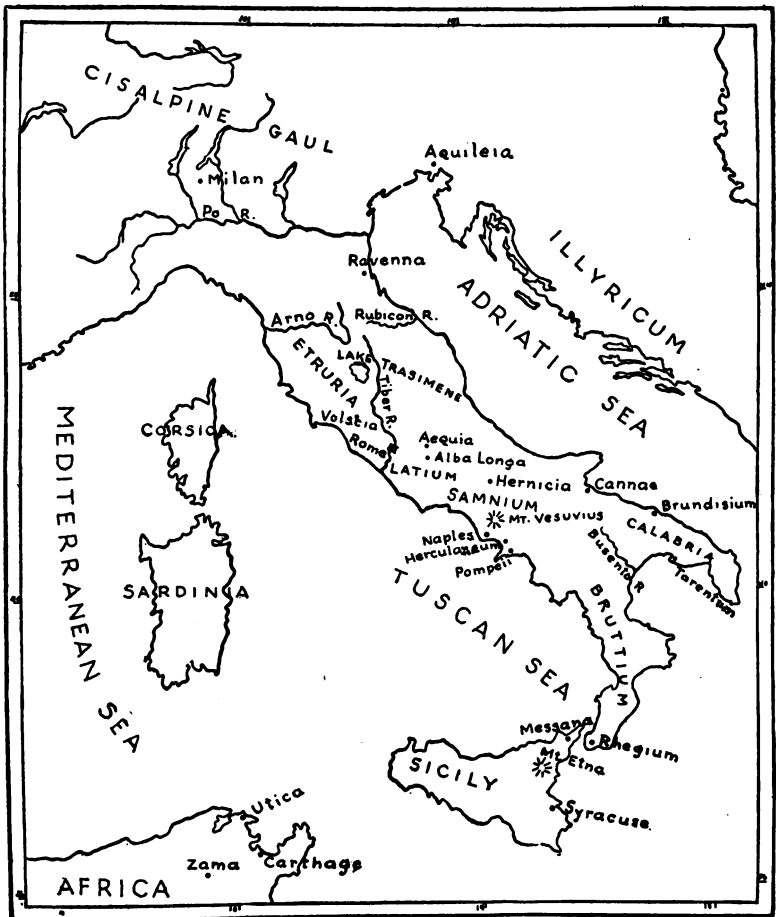 CISALPINE GAUL
Aquileia
Milan
Po R.
ILLYRICUM
Ravenna
ADRIATIC SEA
Arno R.
Rubicon R.
ETRURIA
LAKE TRASIMENE
Tiber R.
MEDITERRANEAN SEA
CORSICA
Volstia
Rome
Aequia
Alba Longa
LATIUM
Hernicia
Cannae
SAMNIUM
Brundisium
MT. Vesuvius
CALABRIA
Naples
Herculaneum
Pompeii
Busento R
Tarentum
SARDINIA
TUSCAN SEA
BRUTTIUM
Messana
Rhegium
Mt. Etna
SICILY
Syracuse
Utica
Zama
Carthage
AFRICA